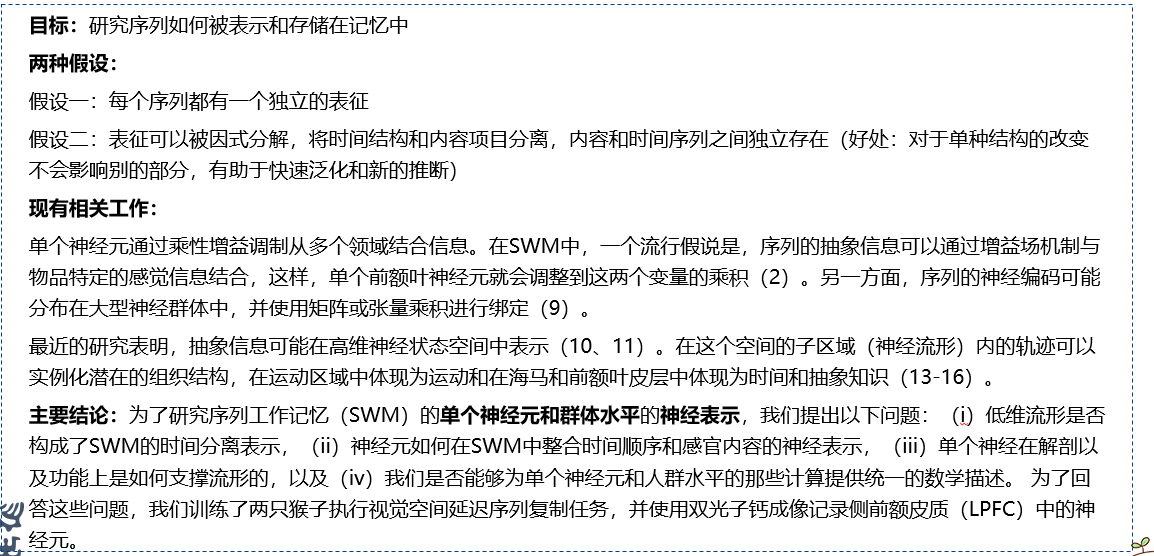 目标：研究序列如何被表示和存储在记忆中
两种假设：
假设一：每个序列都有一个独立的表征
假设二：表征可以被因式分解，将时间结构和内容项目分离，内容和时间序列之间独立存在（好处：对于单种结构的改变
不会影响别的部分，有助于快速泛化和新的推断）
现有相关工作：
单个神经元通过乘性增益调制从多个领域结合信息。在SWM中，一个流行假说是，序列的抽象信息可以通过增益场机制与
物品特定的感觉信息结合，这样，单个前额叶神经元就会调整到这两个变量的乘积（2）。另一方面，序列的神经编码可能
分布在大型神经群体中，并使用矩阵或张量乘积进行绑定（9）。
最近的研究表明，抽象信息可能在高维神经状态空间中表示（10、11）。在这个空间的子区域（神经流形）内的轨迹可以
实例化潜在的组织结构，在运动区域中体现为运动和在海马和前额叶皮层中体现为时间和抽象知识（13-16）。
主要结论：为了研究序列工作记忆（SWM）的单个神经元和群体水平的神经表示，我们提出以下问题：（i）低维流形是否
构成了SWM的时间分离表示，（ii）神经元如何在SWM中整合时间顺序和感官内容的神经表示，（iii）单个神经在解剖以
及功能上是如何支撑流形的，以及（iv）我们是否能够为单个神经元和人群水平的那些计算提供统一的数学描述。 为了回
答这些问题，我们训练了两只猴子执行视觉空间延迟序列复制任务，并使用双光子钙成像记录侧前额皮质（LPFC）中的神
经元。